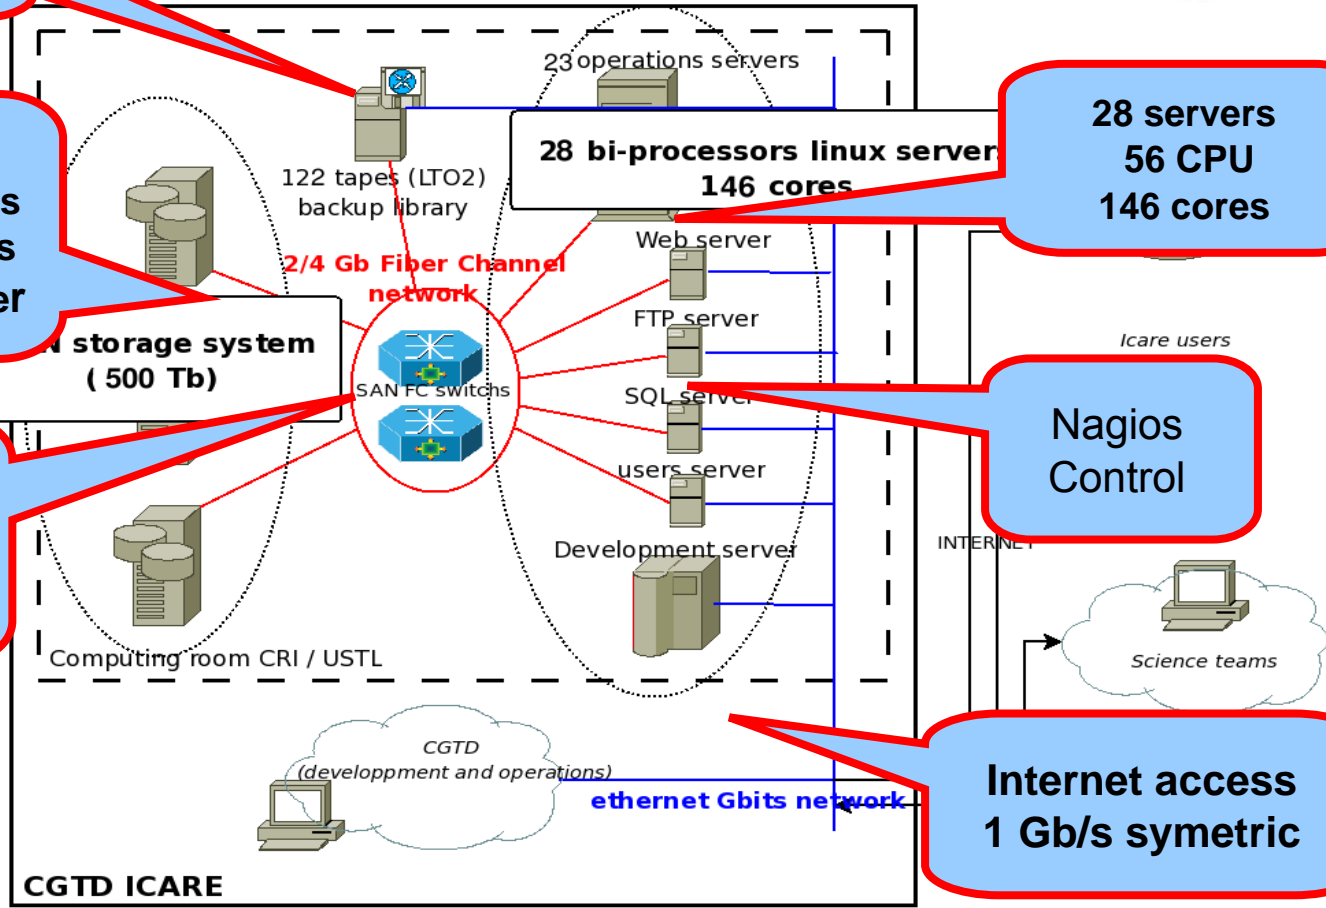 23 operations servers
28 bi-processors linux server
146 cores
28 servers
56 CPU
146 cores
122 tapes (LTO2)
backup library
2/4 Gb Fiber Channel
network
storage system
( 500 Tb)
SAN FC switchs
Web server
FTP server
SQL server
users server
Development server
Icare users
Nagios
Control
INTERNET
Science teams
Computing room CRI / USTL
CGTD
(developpment and operations)
ethernet Gbits network
Internet access
1 Gb/s symetric
CGTD ICARE